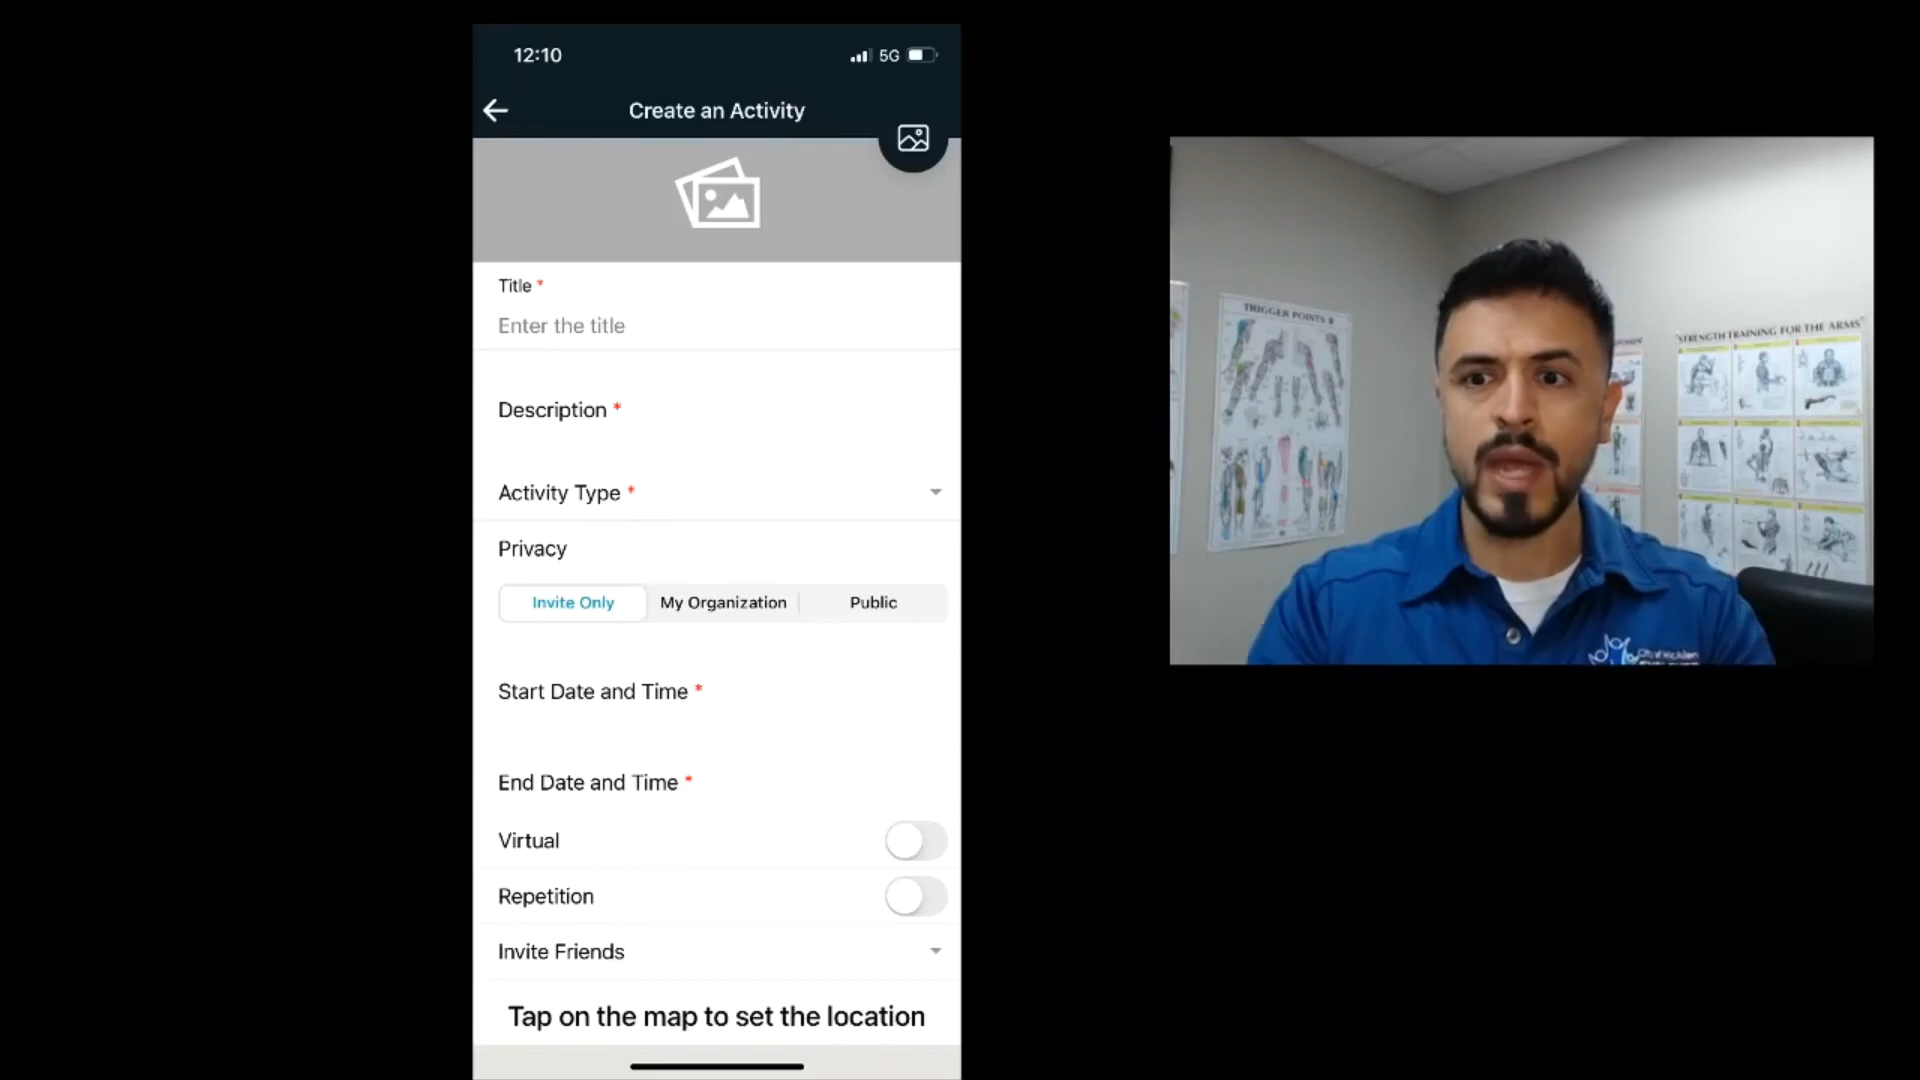 12:10
5G
Create an Activity
Title *
Enter the title
Description *
Activity Type *
Privacy
Invite Only
My Organization
Public
Start Date and Time *
End Date and Time *
Virtual
Repetition
Invite Friends
Tap on the map to set the location
TRIGGER POINTS II
STRENGTH TRAINING FOR THE ARMS